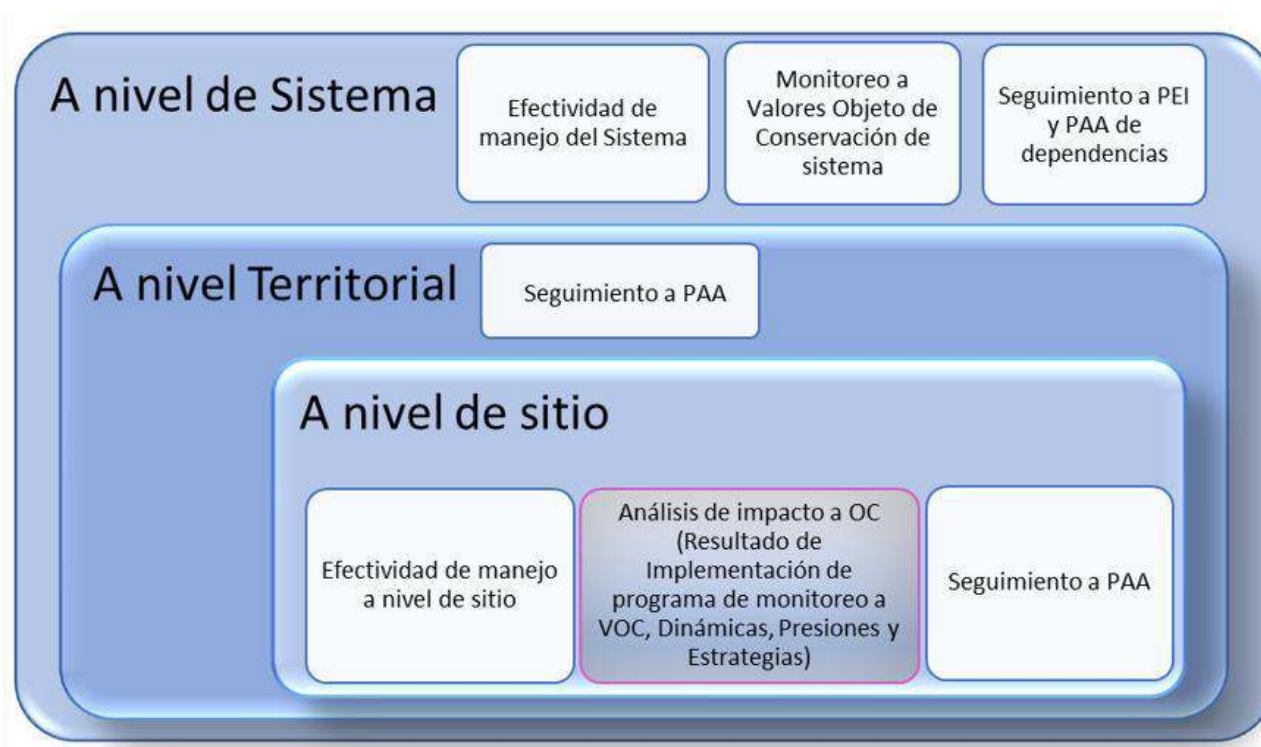 A nivel de Sistema
Efectividad de
manejo del Sistema
Monitoreo a
Valores Objeto de
Conservación de
sistema
Seguimiento a PEI
y PAA de
dependencias
A nivel Territorial
Seguimiento a PAA
A nivel de sitio
Efectividad de manejo
a nivel de sitio
Análisis de impacto a OC
(Resultado de
Implementación de
programa de monitoreo a
VOC, Dinámicas, Presiones y
Estrategias)
Seguimiento a PAA